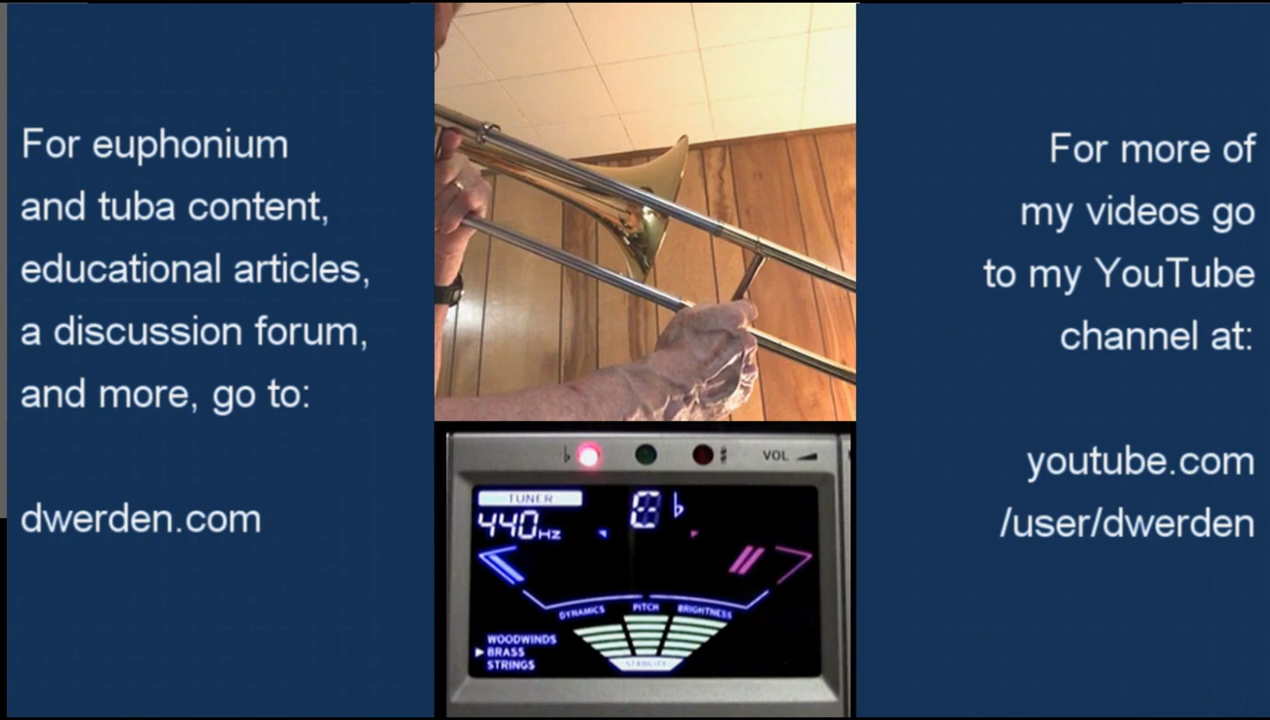 For euphonium
and tuba content,
educational articles,
a discussion forum,
and more, go to:
dwerden.com
♭ ♯ VOL
TUNER
440HZ
E♭
DYNAMICS PITCH BRIGHTNESS
WOODWINDS
BRASS
STRINGS
STABILITY
For more of
my videos go
to my YouTube
channel at:
youtube.com
/user/dwerden